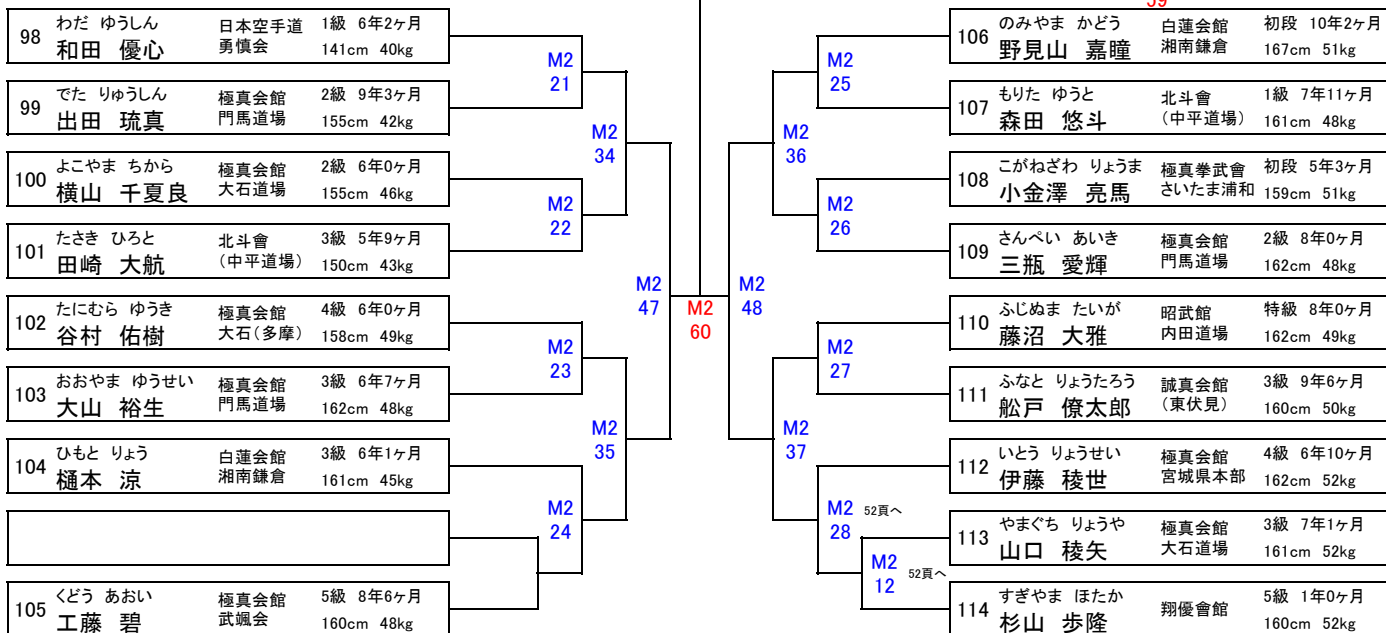 59
98
わだ ゆうしん
和田 優心
日本空手道
勇慎会
1級 6年2ヶ月
141cm 40kg
99
でた りゅうしん
出田 琉真
極真会館
門馬道場
2級 9年3ヶ月
155cm 42kg
100
よこやま ちから
横山 千夏良
極真会館
大石道場
2級 6年0ヶ月
155cm 46kg
101
たさき ひろと
田崎 大航
北斗會
(中平道場)
3級 5年9ヶ月
150cm 43kg
102
たにむら ゆうき
谷村 佑樹
極真会館
大石(多摩)
4級 6年0ヶ月
158cm 49kg
103
おおやま ゆうせい
大山 裕生
極真会館
門馬道場
3級 6年7ヶ月
162cm 48kg
104
ひもと りょう
樋本 涼
白蓮会館
湘南鎌倉
3級 6年1ヶ月
161cm 45kg
105
くどう あおい
工藤 碧
極真会館
武颯会
5級 8年6ヶ月
160cm 48kg
M2
21
M2
22
M2
23
M2
24
M2
34
M2
35
M2
47
M2
60
M2
48
M2
36
M2
37
M2
25
M2
26
M2
27
M2
28
52頁へ
M2
12
52頁へ
106
のみやま かどう
野見山 嘉瞳
白蓮会館
湘南鎌倉
初段 10年2ヶ月
167cm 51kg
107
もりた ゆうと
森田 悠斗
北斗會
(中平道場)
1級 7年11ヶ月
161cm 48kg
108
こがねざわ りょうま
小金澤 亮馬
極真拳武會
さいたま浦和
初段 5年3ヶ月
159cm 51kg
109
さんぺい あいき
三瓶 愛輝
極真会館
門馬道場
2級 8年0ヶ月
162cm 48kg
110
ふじぬま たいが
藤沼 大雅
昭武館
内田道場
特級 8年0ヶ月
162cm 49kg
111
ふなと りょうたろう
舩戸 僚太郎
誠真会館
(東伏見)
3級 9年6ヶ月
160cm 50kg
112
いとう りょうせい
伊藤 稜世
極真会館
宮城県本部
4級 6年10ヶ月
162cm 52kg
113
やまぐち りょうや
山口 稜矢
極真会館
大石道場
3級 7年1ヶ月
161cm 52kg
114
すぎやま ほたか
杉山 歩隆
翔優會館
5級 1年0ヶ月
160cm 52kg